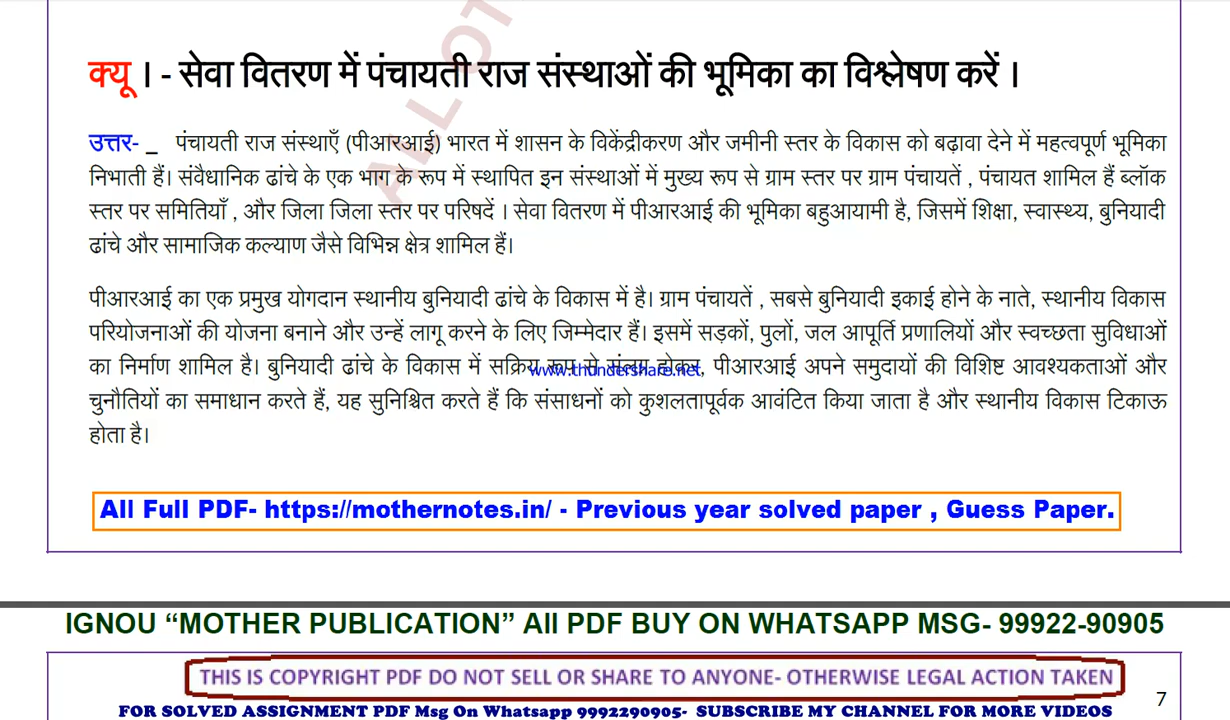 ALL OT
क्यू । - सेवा वितरण में पंचायती राज संस्थाओं की भूमिका का विश्लेषण करें ।
उत्तर- _ पंचायती राज संस्थाएँ (पीआरआई) भारत में शासन के विकेंद्रीकरण और जमीनी स्तर के विकास को बढ़ावा देने में महत्वपूर्ण भूमिका
निभाती हैं। संवैधानिक ढांचे के एक भाग के रूप में स्थापित इन संस्थाओं में मुख्य रूप से ग्राम स्तर पर ग्राम पंचायतें , पंचायत शामिल हैं ब्लॉक
स्तर पर समितियाँ , और जिला जिला स्तर पर परिषदें । सेवा वितरण में पीआरआई की भूमिका बहुआयामी है, जिसमें शिक्षा, स्वास्थ्य, बुनियादी
ढांचे और सामाजिक कल्याण जैसे विभिन्न क्षेत्र शामिल हैं।
पीआरआई का एक प्रमुख योगदान स्थानीय बुनियादी ढांचे के विकास में है। ग्राम पंचायतें , सबसे बुनियादी इकाई होने के नाते, स्थानीय विकास
परियोजनाओं की योजना बनाने और उन्हें लागू करने के लिए जिम्मेदार हैं। इसमें सड़कों, पुलों, जल आपूर्ति प्रणालियों और स्वच्छता सुविधाओं
का निर्माण शामिल है। बुनियादी ढांचे के विकास में सक्रिय रूप से संलग्न होकर, पीआरआई अपने समुदायों की विशिष्ट आवश्यकताओं और
www.thundershare.net
चुनौतियों का समाधान करते हैं, यह सुनिश्चित करते हैं कि संसाधनों को कुशलतापूर्वक आवंटित किया जाता है और स्थानीय विकास टिकाऊ
होता है।
All Full PDF- https://mothernotes.in/ - Previous year solved paper , Guess Paper.
IGNOU “MOTHER PUBLICATION” All PDF BUY ON WHATSAPP MSG- 99922-90905
THIS IS COPYRIGHT PDF DO NOT SELL OR SHARE TO ANYONE- OTHERWISE LEGAL ACTION TAKEN
7
FOR SOLVED ASSIGNMENT PDF Msg On Whatsapp 9992290905- SUBSCRIBE MY CHANNEL FOR MORE VIDEOS